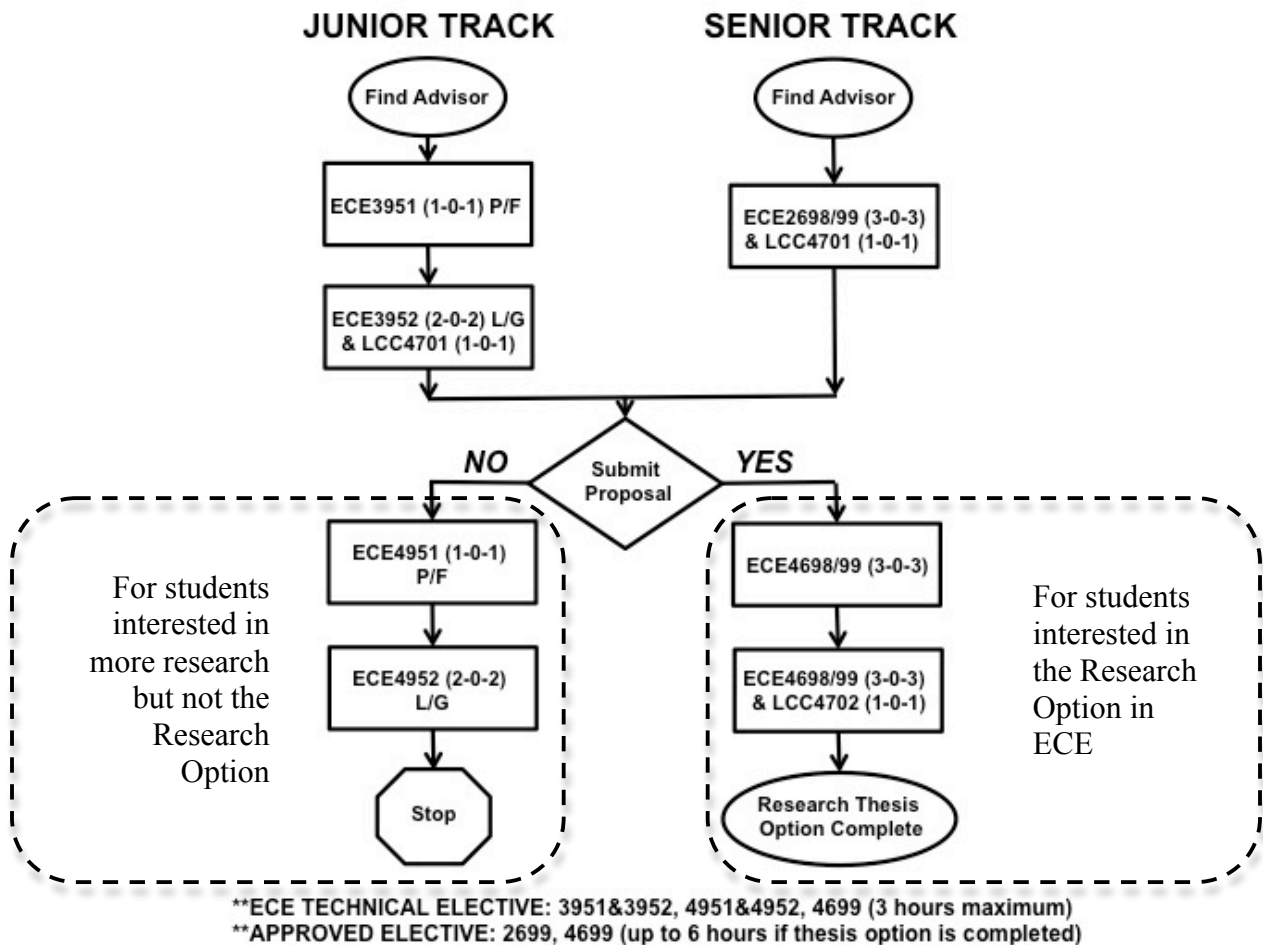 JUNIOR TRACK
SENIOR TRACK
Find Advisor
Find Advisor
ECE3951 (1-0-1) P/F
ECE2698/99 (3-0-3)
& LCC4701 (1-0-1)
ECE3952 (2-0-2) L/G
& LCC4701 (1-0-1)
NO
Submit
Proposal
YES
For students
interested in
more research
but not the
Research
Option
ECE4951 (1-0-1)
P/F
ECE4952 (2-0-2)
L/G
Stop
ECE4698/99 (3-0-3)
ECE4698/99 (3-0-3)
& LCC4702 (1-0-1)
Research Thesis
Option Complete
For students
interested in
the Research
Option in
ECE
**ECE TECHNICAL ELECTIVE: 3951&3952, 4951&4952, 4699 (3 hours maximum)
**APPROVED ELECTIVE: 2699, 4699 (up to 6 hours if thesis option is completed)